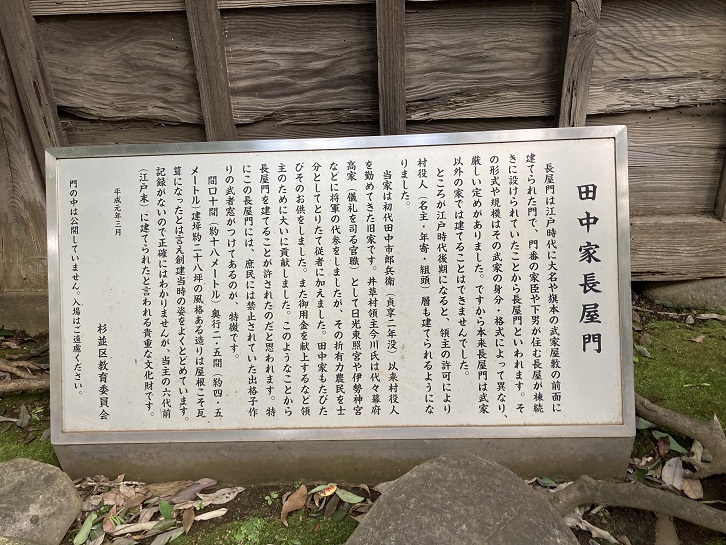 田中家長屋門
長屋門は江戸時代に大名や旗本の武家屋敷の前面に
建てられた門で、門番の家臣や下男が住む長屋が棟続
きに設けられていたことから長屋門といわれます。そ
の形式や規模はその武家の身分・格式によって異なり、
厳しい定めがありました。ですから本来長屋門は武家
以外の家では建てることはできませんでした。
ところが江戸時代後期になると、領主の許可により
村役人(名主・年寄・組頭)層も建てられるようにな
りました。
当家は初代田中市郎兵衛(貞享二年没)以来村役人
を勤めてきた旧家です。井草村領主今川氏は代々幕府
高家(儀礼を司る官職)として日光東照宮や伊勢神宮
などに将軍の代参をしましたが、その折有力農民を士
分としてとりたて従者に加えました。田中家もたびた
びそのお供をしました。また御用金を献上するなど領
主のために大いに貢献しました。このようなことから
長屋門を建てることが許されたのだと思われます。特
にこの長屋門には、庶民には禁止されていた出格子作
りの武者窓がつけてあるのが、特徴です。
間口十間(約十八メートル)奥行二・五間(約四・五
メートル)建坪約二十八坪の風格ある造りは屋根こそ瓦
葺になったとは言え創建当時の姿をよくとどめています。
記録がないので正確にはわかりませんが、当主の六代前
(江戸末)に建てられたと言われる貴重な文化財です。
平成元年三月
杉並区教育委員会
門の中は公開していません。入場はご遠慮ください。